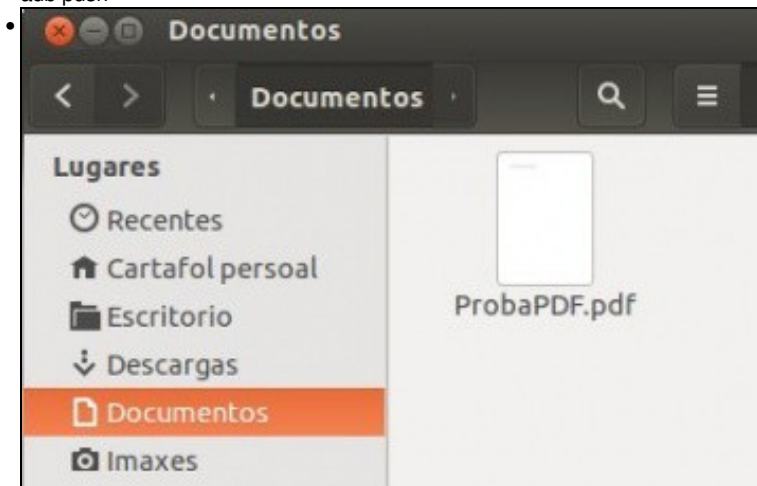 Documentos
Documentos
Lugares
Recentes
Cartafol persoal
Escritorio
Descargas
Documentos
Imaxes
ProbaPDF.pdf